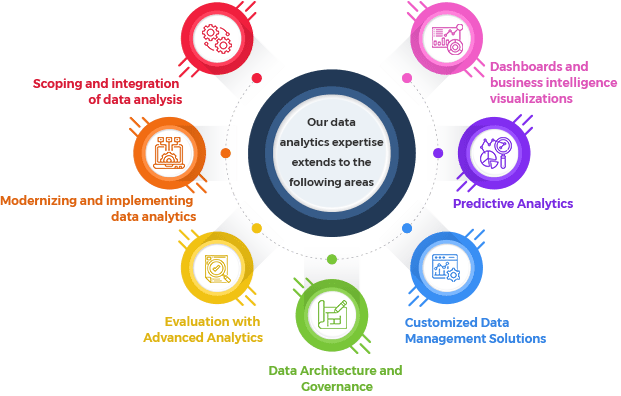 Our data
analytics expertise
extends to the
following areas
Scoping and integration
of data analysis
Modernizing and implementing
data analytics
Evaluation with
Advanced Analytics
Data Architecture and
Governance
Customized Data
Management Solutions
Predictive Analytics
Dashboards and
business intelligence
visualizations